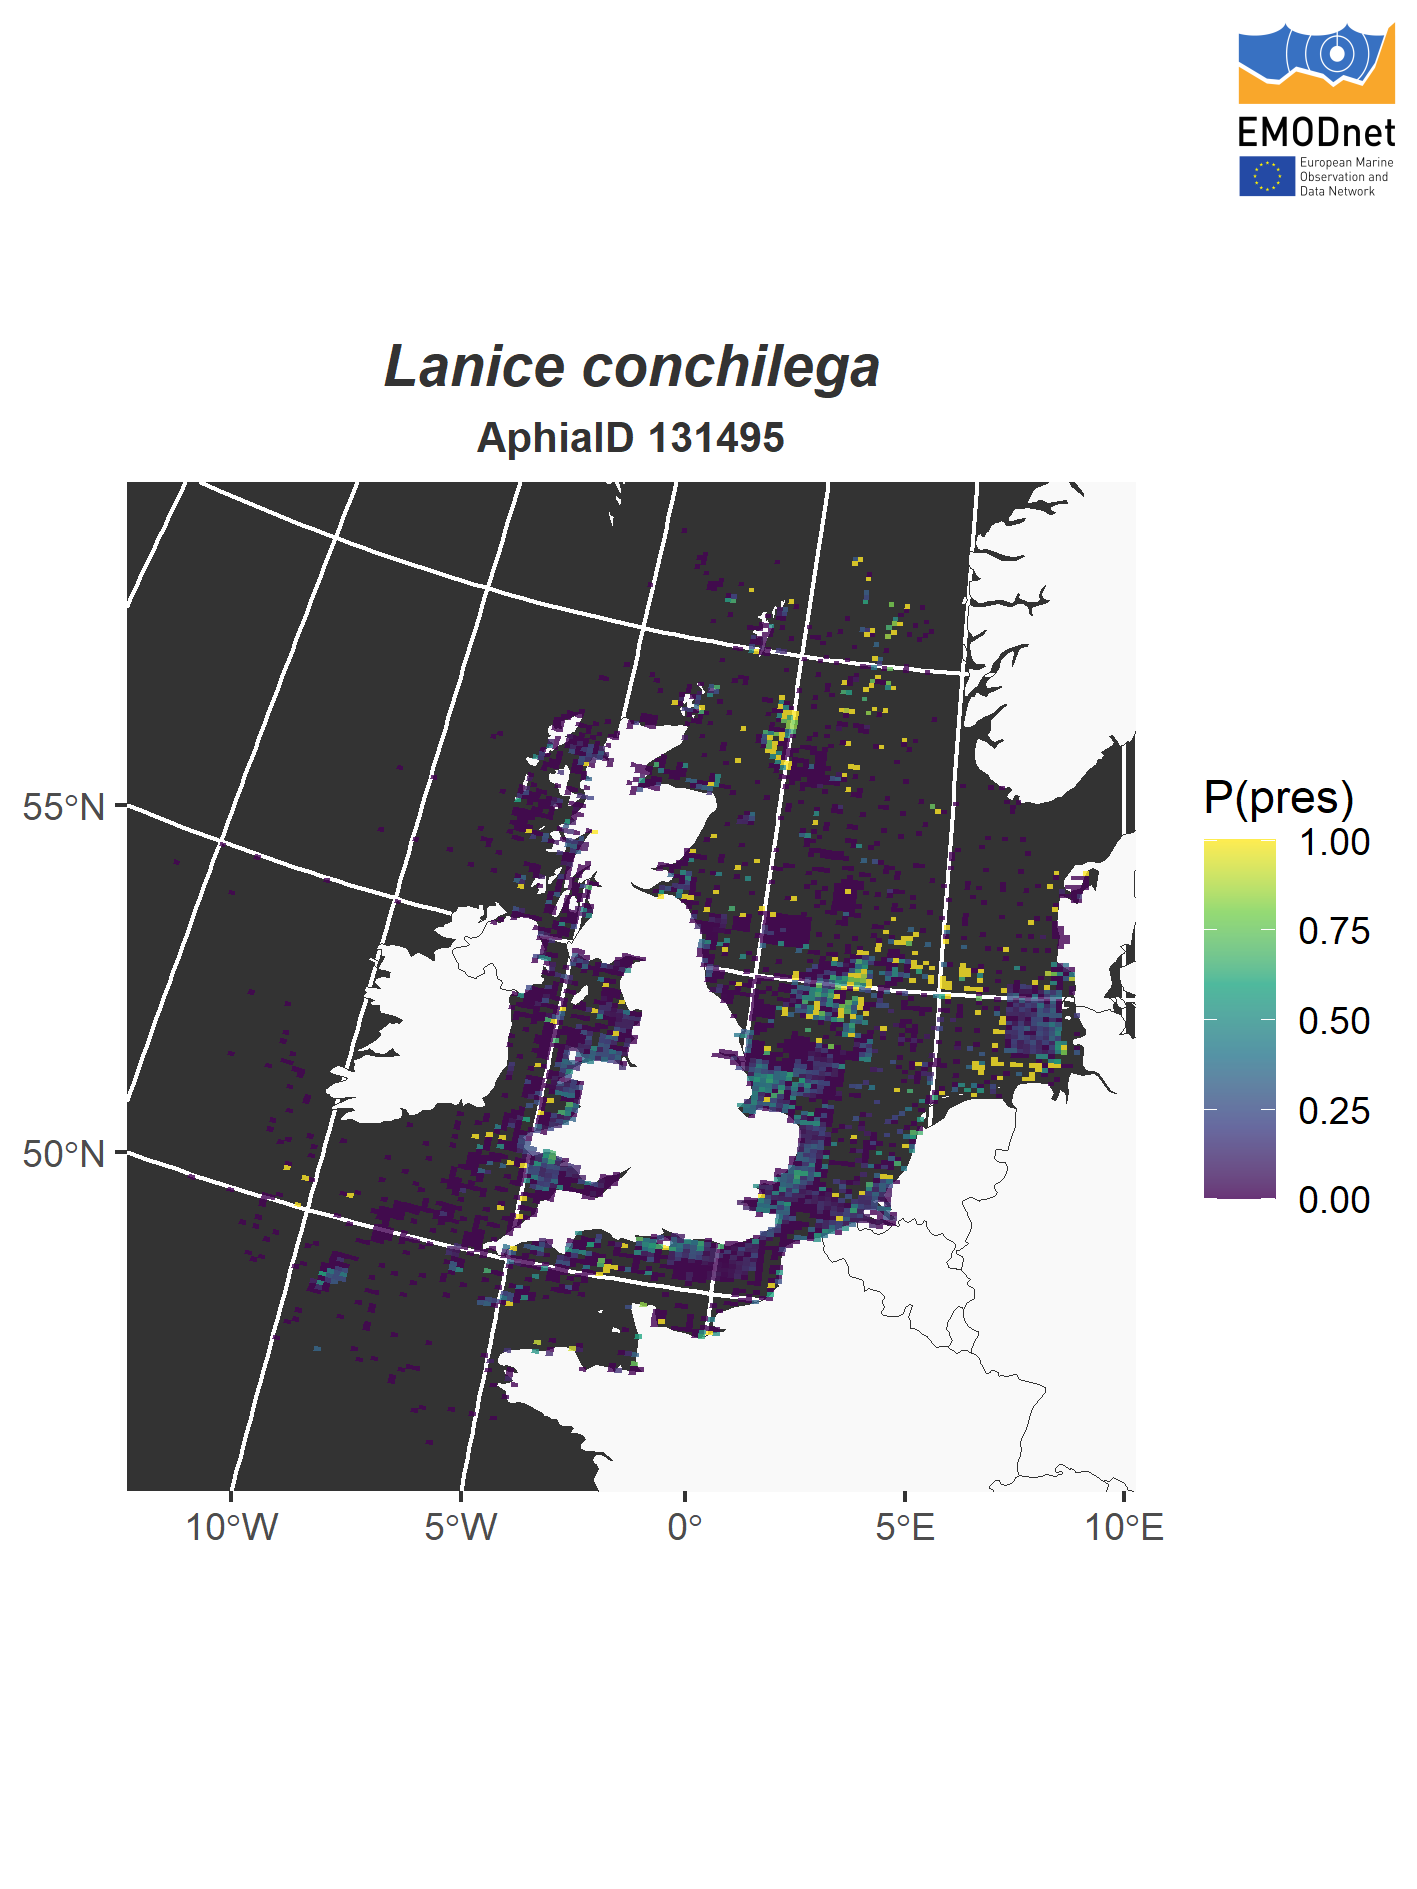 EMODnet
European Marine
Observation and
Data Network
Lanice conchilega
AphiaID 131495
55°N
50°N
10°W
5°W
0°
5°E
10°E
P(pres)
1.00
0.75
0.50
0.25
0.00